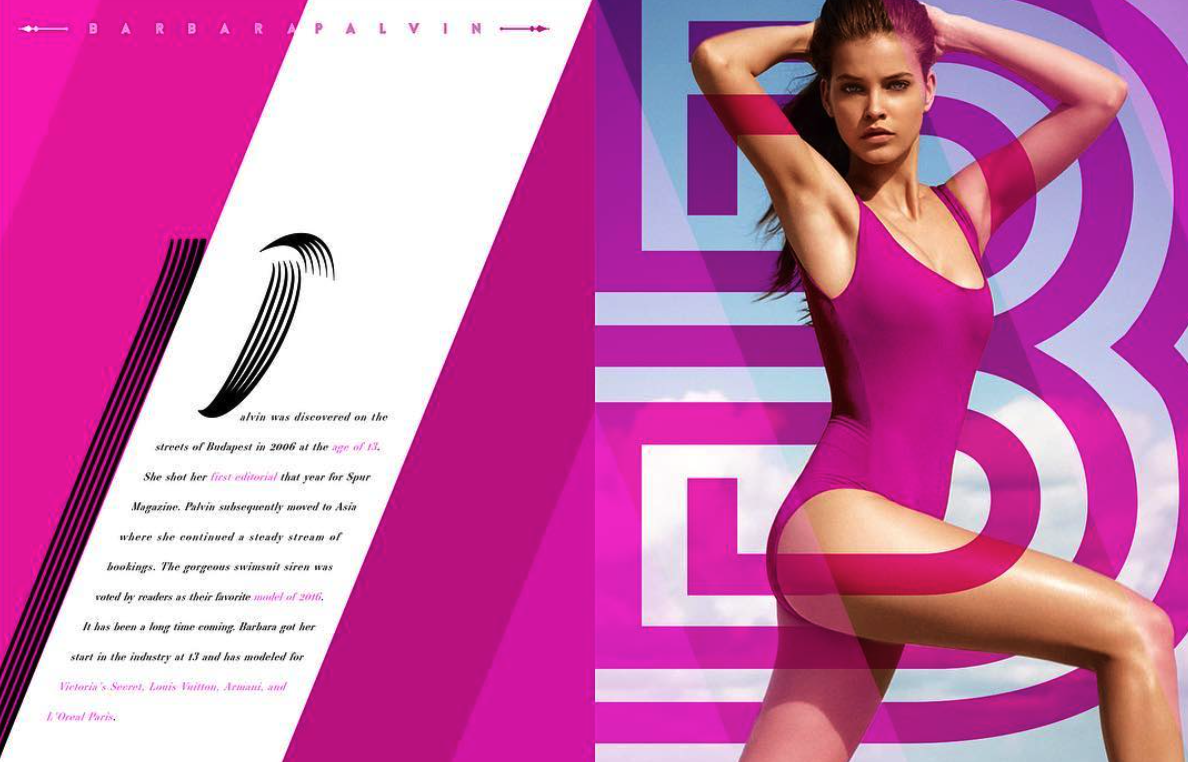 BARBARA PALVIN
Palvin was discovered on the
streets of Budapest in 2006 at the age of 13.
She shot her first editorial that year for Spur
Magazine. Palvin subsequently moved to Asia
where she continued a steady stream of
bookings. The gorgeous swimsuit siren was
voted by readers as their favorite model of 2016.
It has been a long time coming. Barbara got her
start in the industry at 13 and has modeled for
Victoria's Secret, Louis Vuitton, Armani, and
L'Oreal Paris.
B